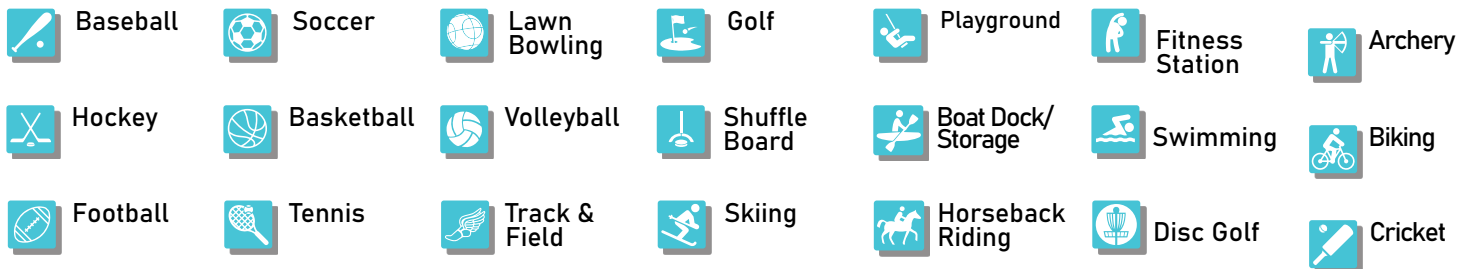 Baseball
Soccer
Lawn
Bowling
Golf
Playground
Fitness
Station
Archery
Hockey
Basketball
Volleyball
Shuffle
Board
Boat Dock/
Storage
Swimming
Biking
Football
Tennis
Track &
Field
Skiing
Horseback
Riding
Disc Golf
Cricket